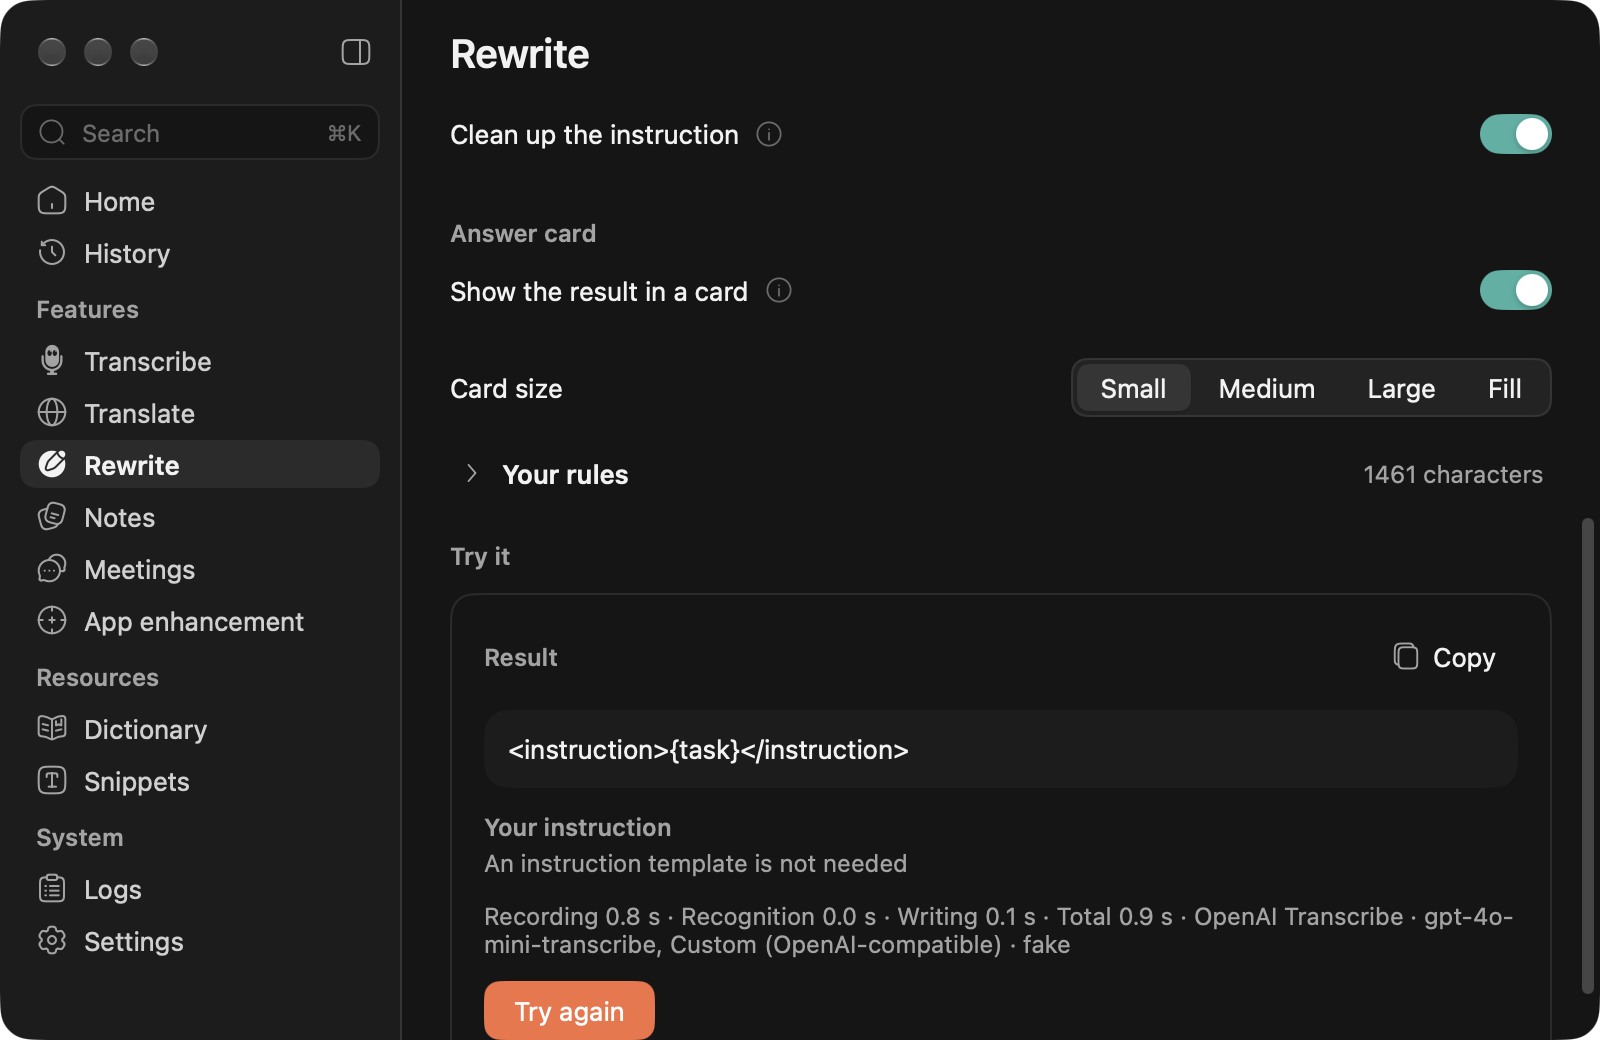 Search ⌘K
Home
History
Features
Transcribe
Translate
Rewrite
Notes
Meetings
App enhancement
Resources
Dictionary
Snippets
System
Logs
Settings
Rewrite
Clean up the instruction
Answer card
Show the result in a card
Card size Small Medium Large Fill
Your rules 1461 characters
Try it
Result Copy
<instruction>{task}</instruction>
Your instruction
An instruction template is not needed
Recording 0.8 s · Recognition 0.0 s · Writing 0.1 s · Total 0.9 s · OpenAI Transcribe · gpt-4o-
mini-transcribe, Custom (OpenAI-compatible) · fake
Try again